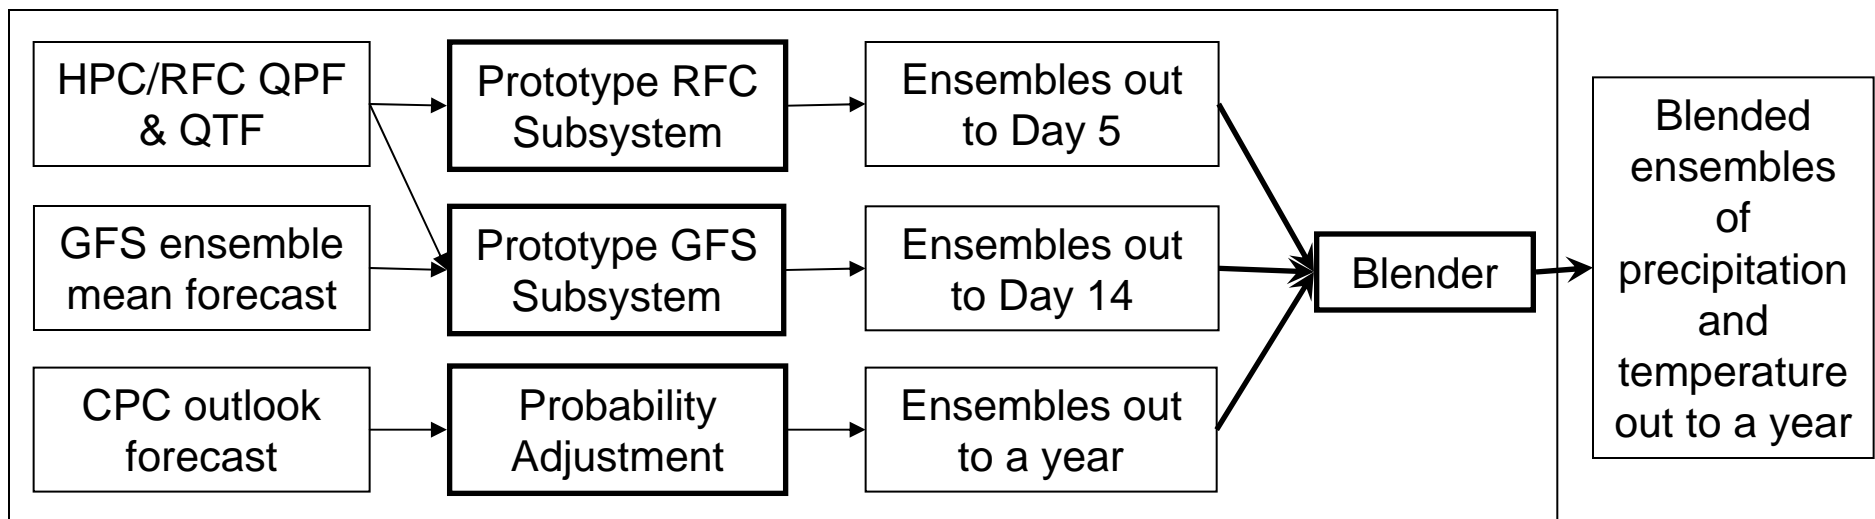 HPC/RFC QPF
& QTF
Prototype RFC
Subsystem
Ensembles out
to Day 5
GFS ensemble
mean forecast
Prototype GFS
Subsystem
Ensembles out
to Day 14
CPC outlook
forecast
Probability
Adjustment
Ensembles out
to a year
Blender
Blended
ensembles
of
precipitation
and
temperature
out to a year